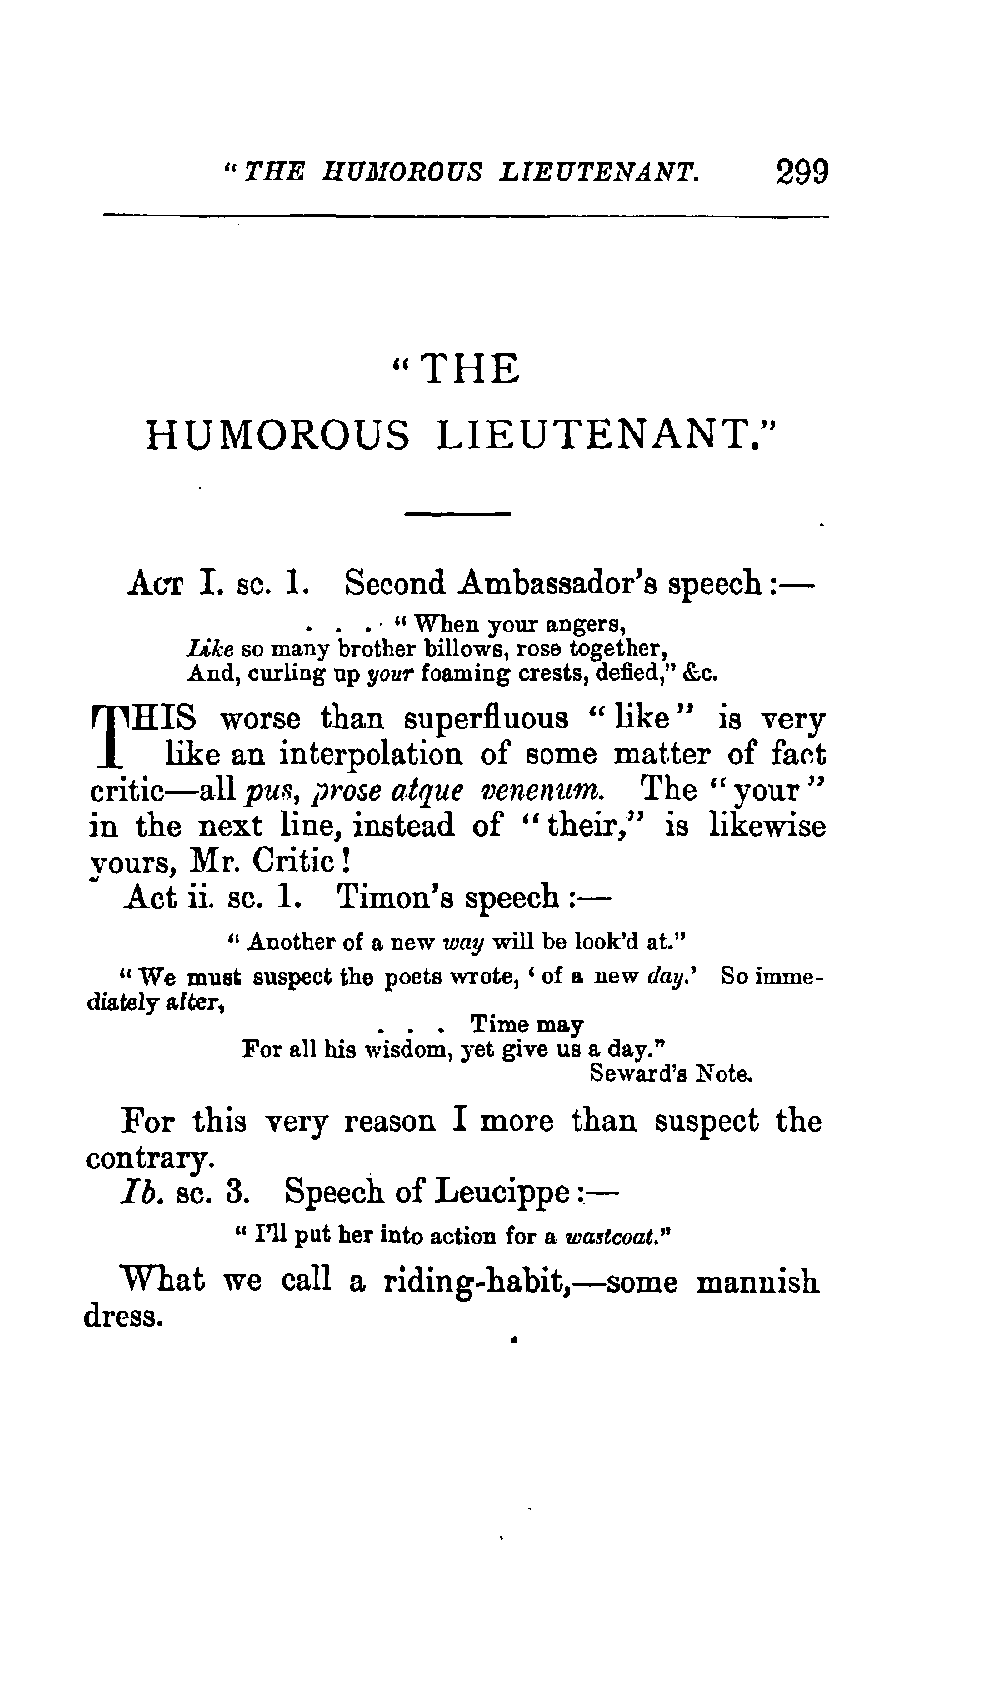 "THE HUMOROUS LIEUTENANT. 299
"THE
HUMOROUS LIEUTENANT."
ACT I. sc. 1. Second Ambassador's speech:—
. . . "When your angers,
Like so many brother billows, rose together,
And, curling up your foaming crests, defied," &c.
THIS worse than superfluous "like" is very
like an interpolation of some matter of fact
critic—all pus, prose atque venenum. The "your"
in the next line, instead of "their," is likewise
yours, Mr. Critic!
Act ii. sc. 1. Timon's speech:—
"Another of a new way will be look'd at."
"We must suspect the poets wrote, 'of a new day.' So imme-
diately after,
. . . Time may
For all his wisdom, yet give us a day."
Seward's Note.
For this very reason I more than suspect the
contrary.
Ib. sc. 3. Speech of Leucippe:—
"I'll put her into action for a wastcoat."
What we call a riding-habit,—some mannish
dress.